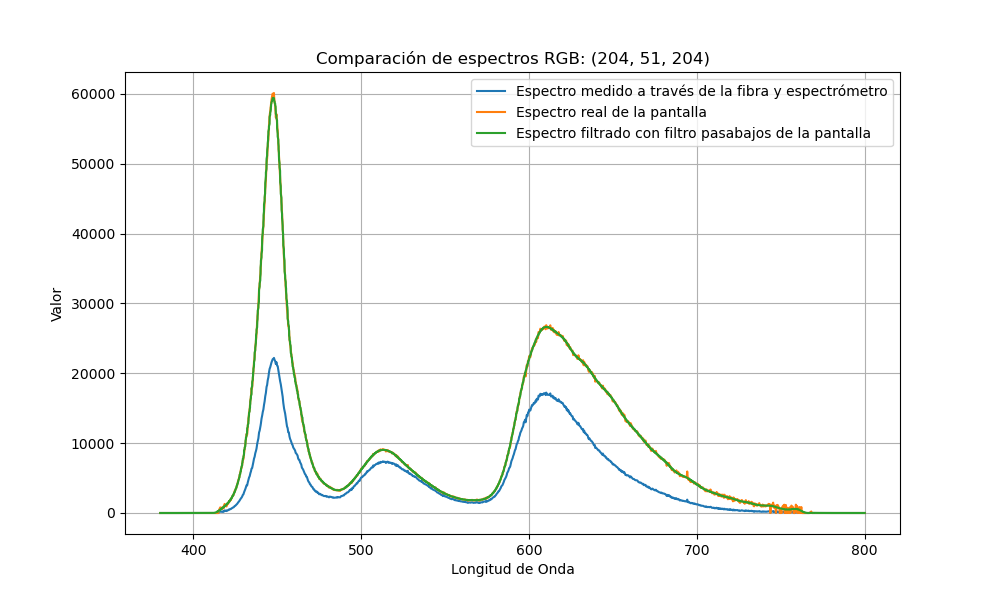 Comparación de espectros RGB: (204, 51, 204)
Espectro medido a través de la fibra y espectrómetro
Espectro real de la pantalla
Espectro filtrado con filtro pasabajos de la pantalla
60000
50000
40000
30000
20000
10000
0
Valor
400 500 600 700 800
Longitud de Onda